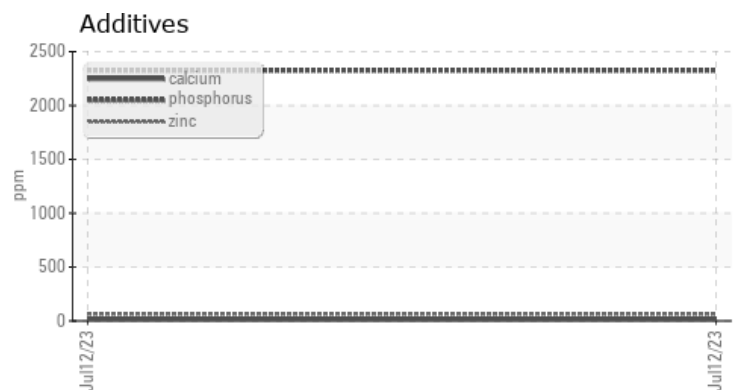 Additives
2500
calcium
phosphorus
zinc
2000
1500
1000
500
0
ppm
Jul12/23
Jul12/23